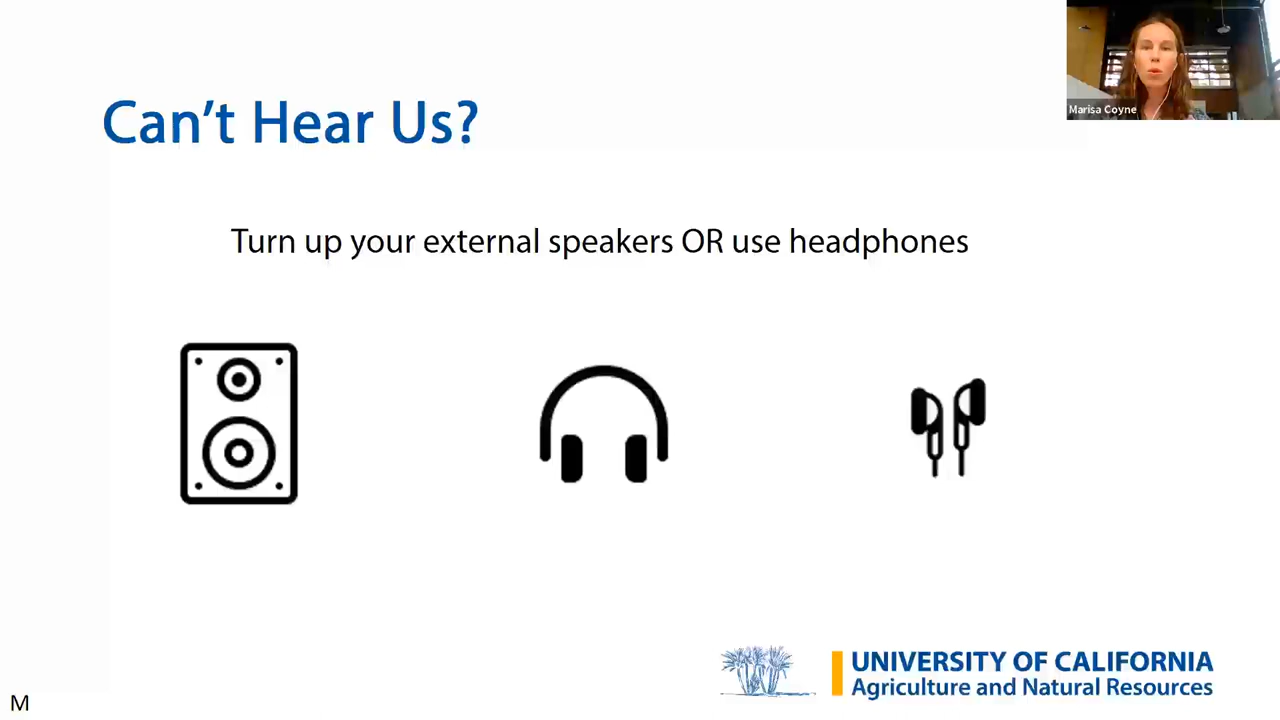 Marisa Coyne
Can't Hear Us?
Turn up your external speakers OR use headphones
UNIVERSITY OF CALIFORNIA
Agriculture and Natural Resources
M